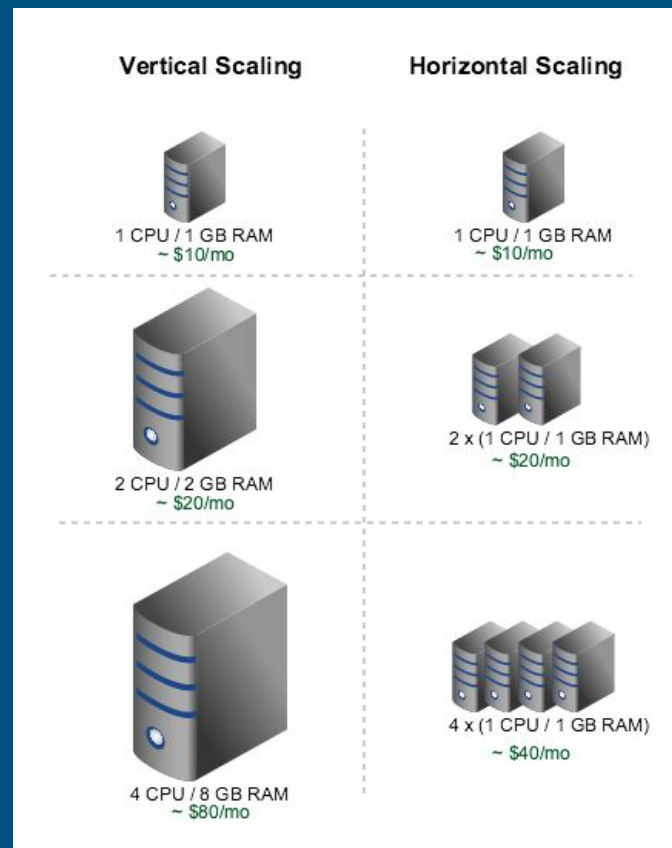 Vertical Scaling
Horizontal Scaling
1 CPU / 1 GB RAM
~ $10/mo
1 CPU / 1 GB RAM
~ $10/mo
2 CPU / 2 GB RAM
~ $20/mo
2 x (1 CPU / 1 GB RAM)
~ $20/mo
4 CPU / 8 GB RAM
~ $80/mo
4 x (1 CPU / 1 GB RAM)
~ $40/mo